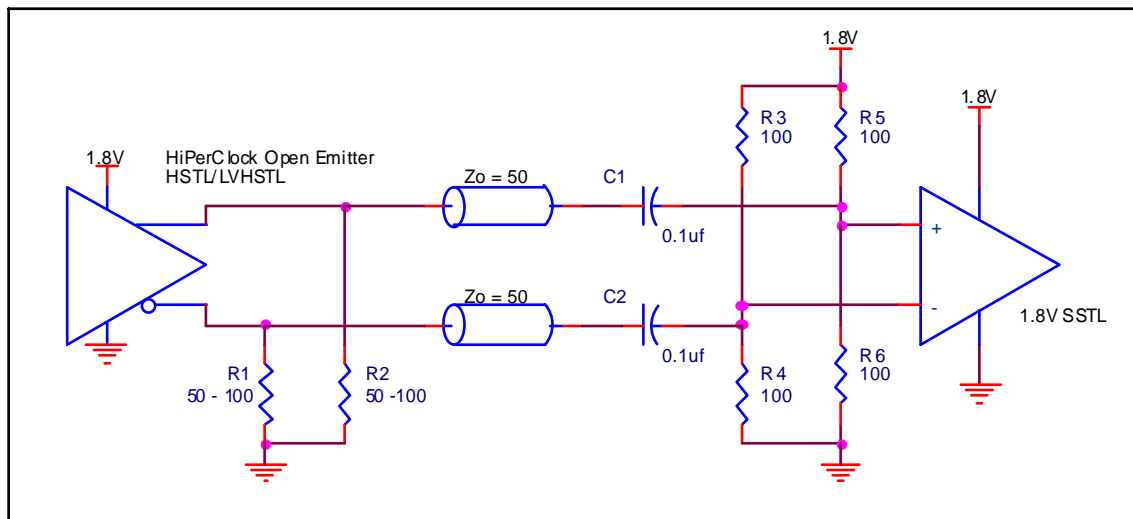 1.8V
R3
100
R5
100
1.8V
1.8V
HiPerClock Open Emitter
HSTL/LVHSTL
Zo = 50
C1
0.1uf
+
-
Zo = 50
C2
0.1uf
1.8V SSTL
R1
50 - 100
R2
50 -100
R4
100
R6
100